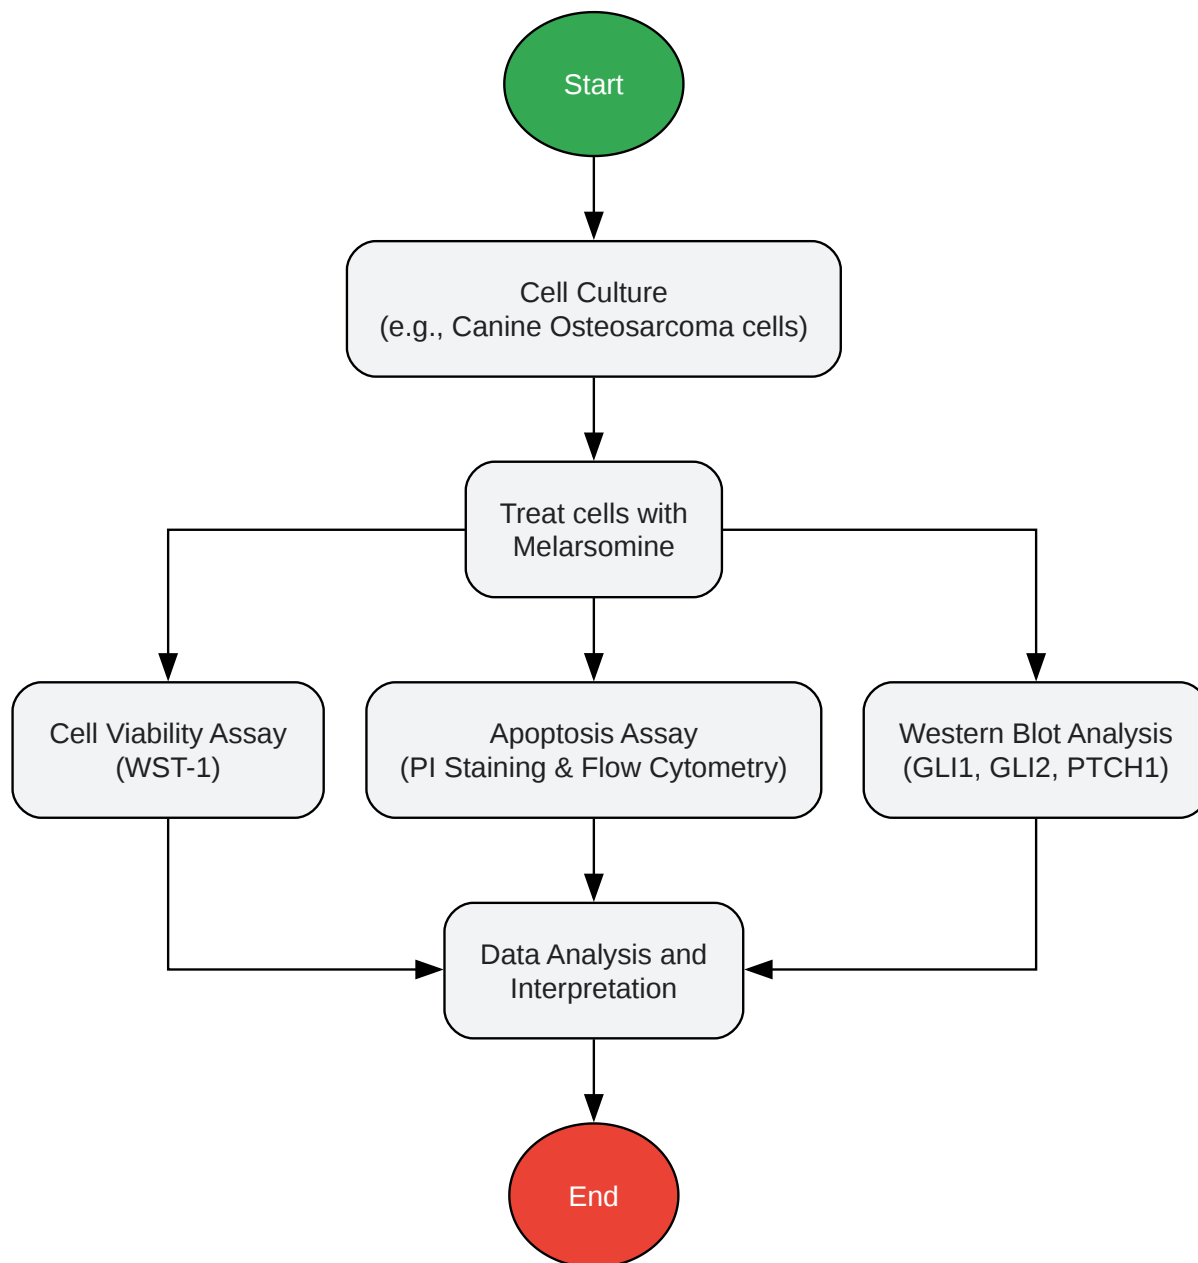 Start
Cell Culture
(e.g., Canine Osteosarcoma cells)
Treat cells with
Melarsomine
Cell Viability Assay
(WST-1)
Apoptosis Assay
(PI Staining & Flow Cytometry)
Western Blot Analysis
(GLI1, GLI2, PTCH1)
Data Analysis and
Interpretation
End